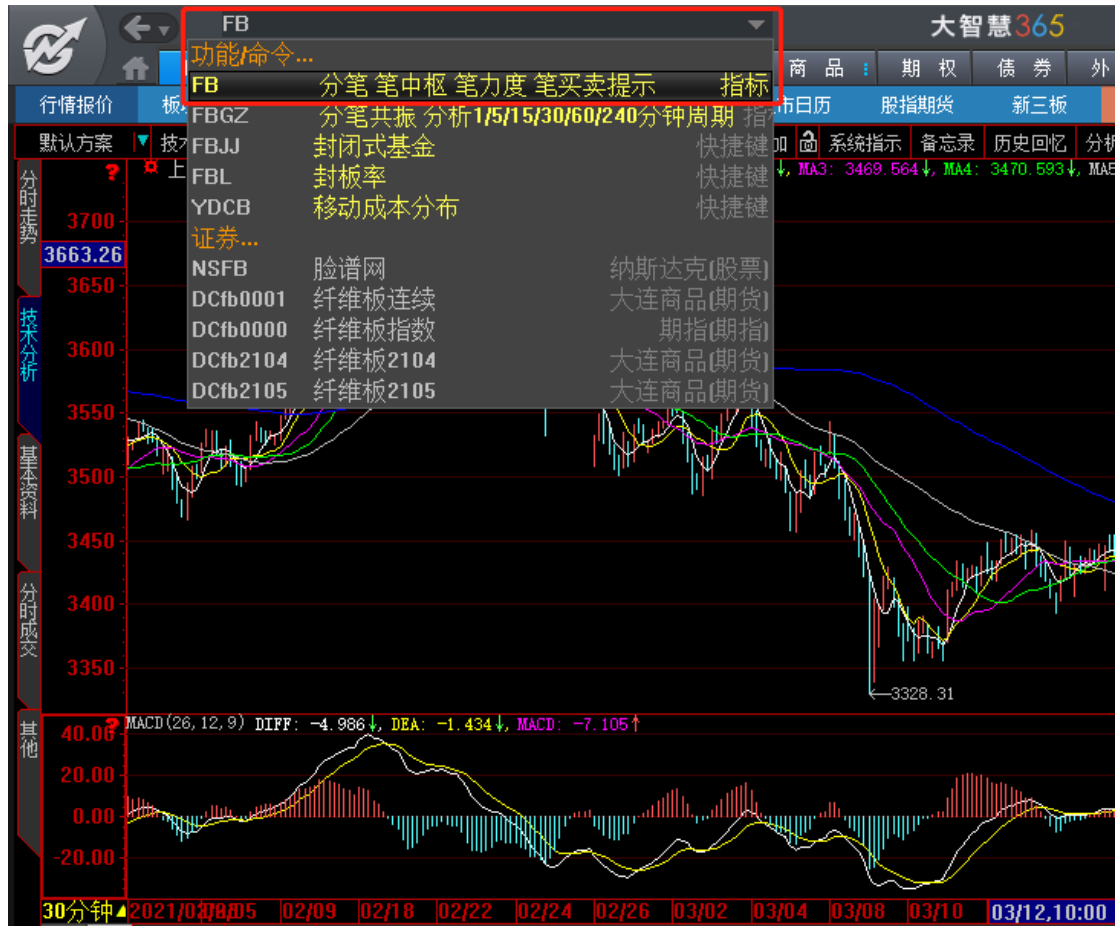 FB
大智慧365
功能/命令...
FB 分笔 笔中枢 笔力度 笔买卖提示 指标
FBGZ 分笔共振 分析1/5/15/30/60/240分钟周期
FBJJ 封闭式基金 快捷键
FBL 封板率 快捷键
YDCB 移动成本分布 快捷键
证券...
NSFB 脸谱网 纳斯达克(股票)
DCfb0001 纤维板连续 大连商品(期货)
DCfb0000 纤维板指数 期指(期指)
DCfb2104 纤维板2104 大连商品(期货)
DCfb2105 纤维板2105 大连商品(期货)
商品 期权 债券 外
行情报价 市日历 股指期货 新三板
默认方案 加 系统指示 备忘录 历史回忆 分析
上 MA3: 3469.564↓, MA4: 3470.593↓, MA5
分时走势
技术分析
基本资料
分时成交
其他
3700
3663.26
3650
3600
3550
3500
3450
3400
3350
3328.31
MACD(26,12,9) DIFF: -4.986↓, DEA: -1.434↓, MACD: -7.105↑
40.00
20.00
0.00
-20.00
30分钟 02/09 02/18 02/22 02/24 02/26 03/02 03/04 03/08 03/10 03/12,10:00